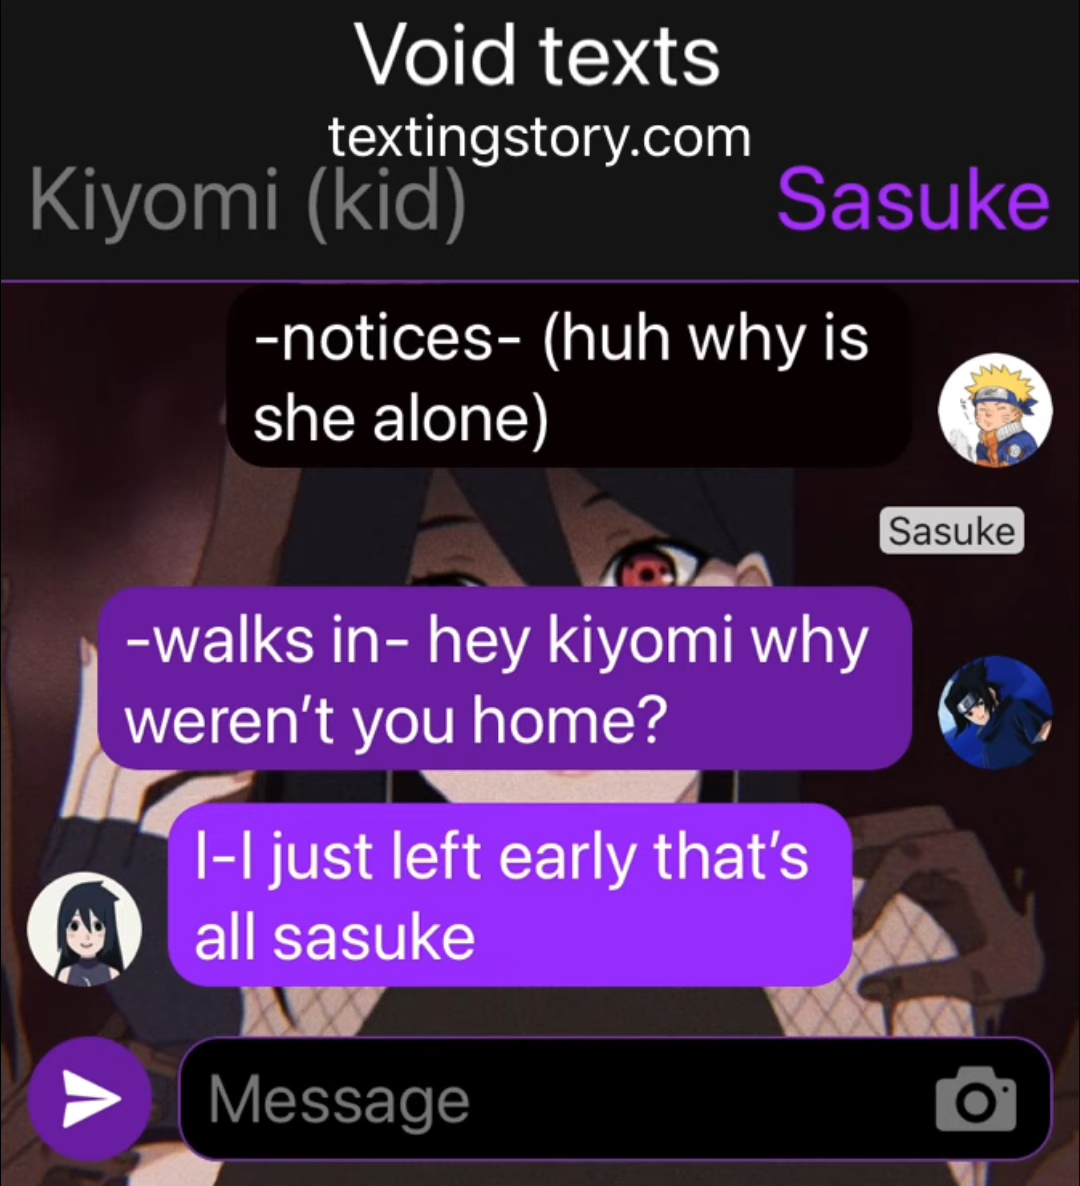 Void texts
textingstory.com
Kiyomi (kid)
Sasuke
-notices- (huh why is
she alone)
Sasuke
-walks in- hey kiyomi why
weren’t you home?
I-I just left early that’s
all sasuke
Message